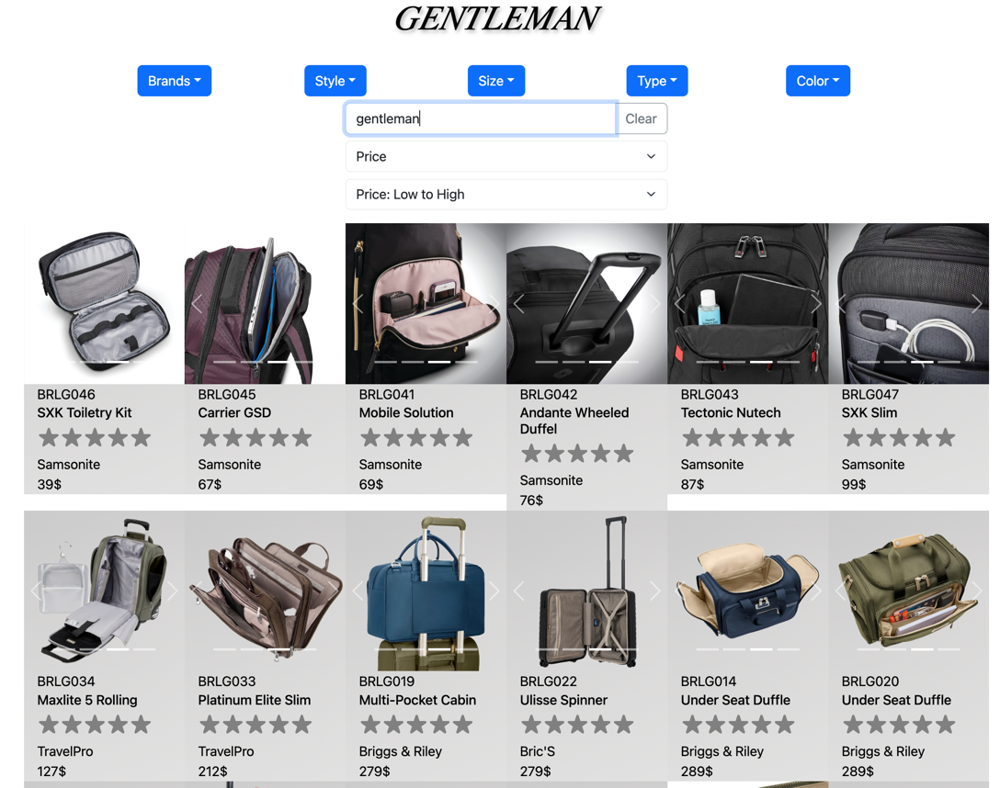 GENTLEMAN
Brands Style Size Type Color
gentleman Clear
Price
Price: Low to High
BRLG046
SXK Toiletry Kit
Samsonite
39$
BRLG045
Carrier GSD
Samsonite
67$
BRLG041
Mobile Solution
Samsonite
69$
BRLG042
Andante Wheeled
Duffel
Samsonite
76$
BRLG043
Tectonic Nutech
Samsonite
87$
BRLG047
SXK Slim
Samsonite
99$
BRLG034
Maxlite 5 Rolling
TravelPro
127$
BRLG033
Platinum Elite Slim
TravelPro
212$
BRLG019
Multi-Pocket Cabin
Briggs & Riley
279$
BRLG022
Ulisse Spinner
Bric'S
279$
BRLG014
Under Seat Duffle
Briggs & Riley
289$
BRLG020
Under Seat Duffle
Briggs & Riley
289$